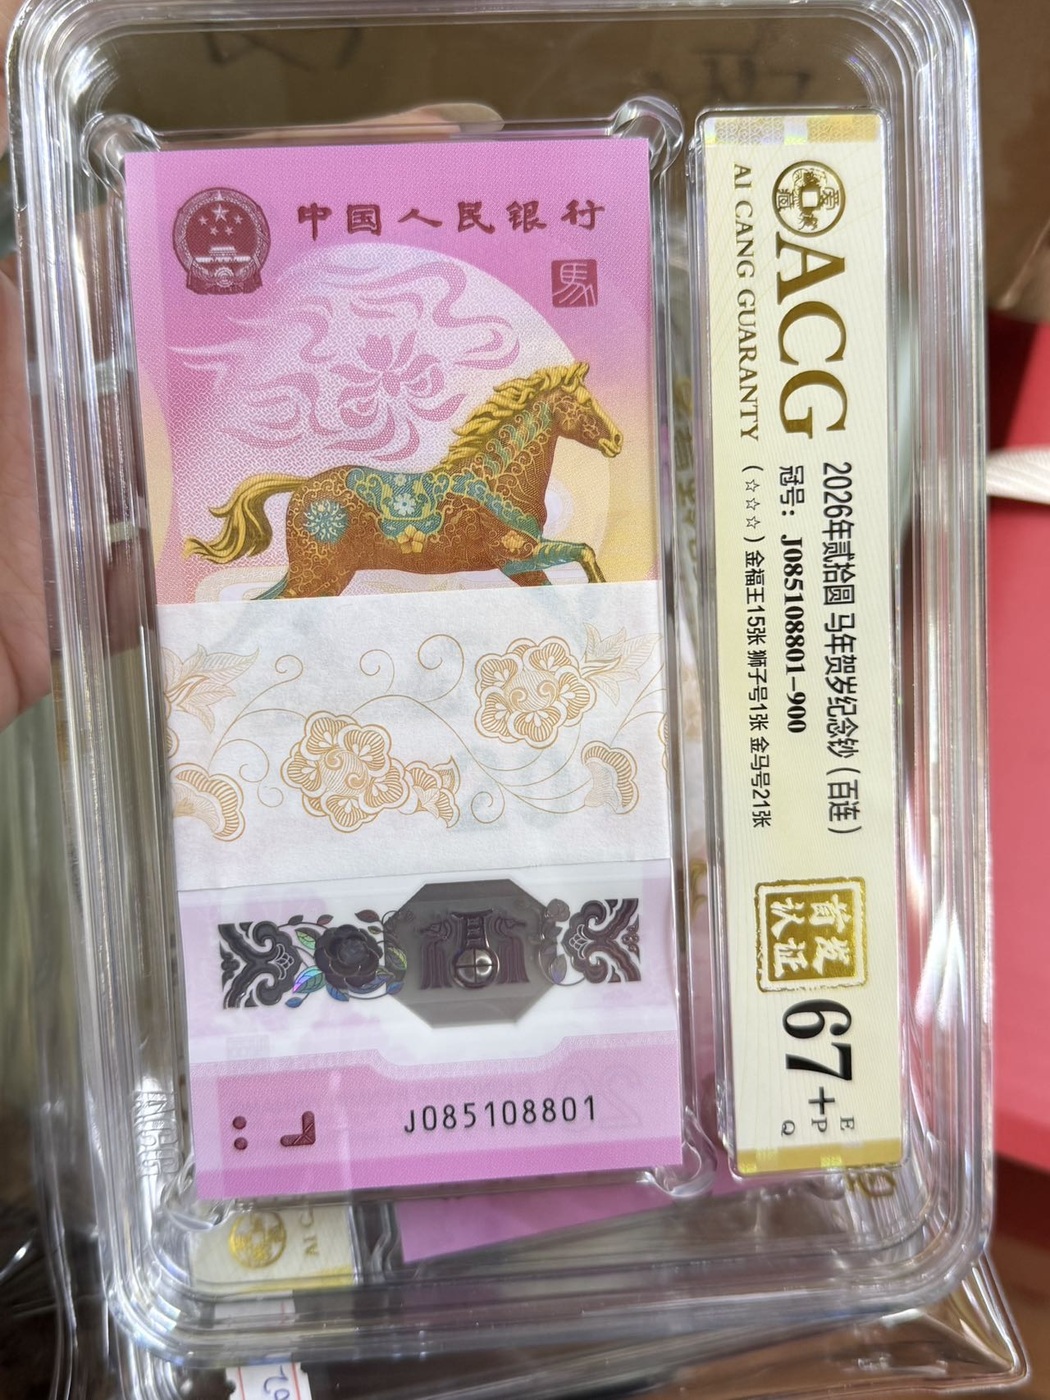 中国人民银行
馬
J085108801
ACG
AI CANG GUARANTY
2026年贰拾圆 马年贺岁纪念钞（百连）
冠号：J085108801-900
（☆☆☆）金福王15张 狮子号1张 金马号21张
首发
认证
67+
E
P
Q
AI C